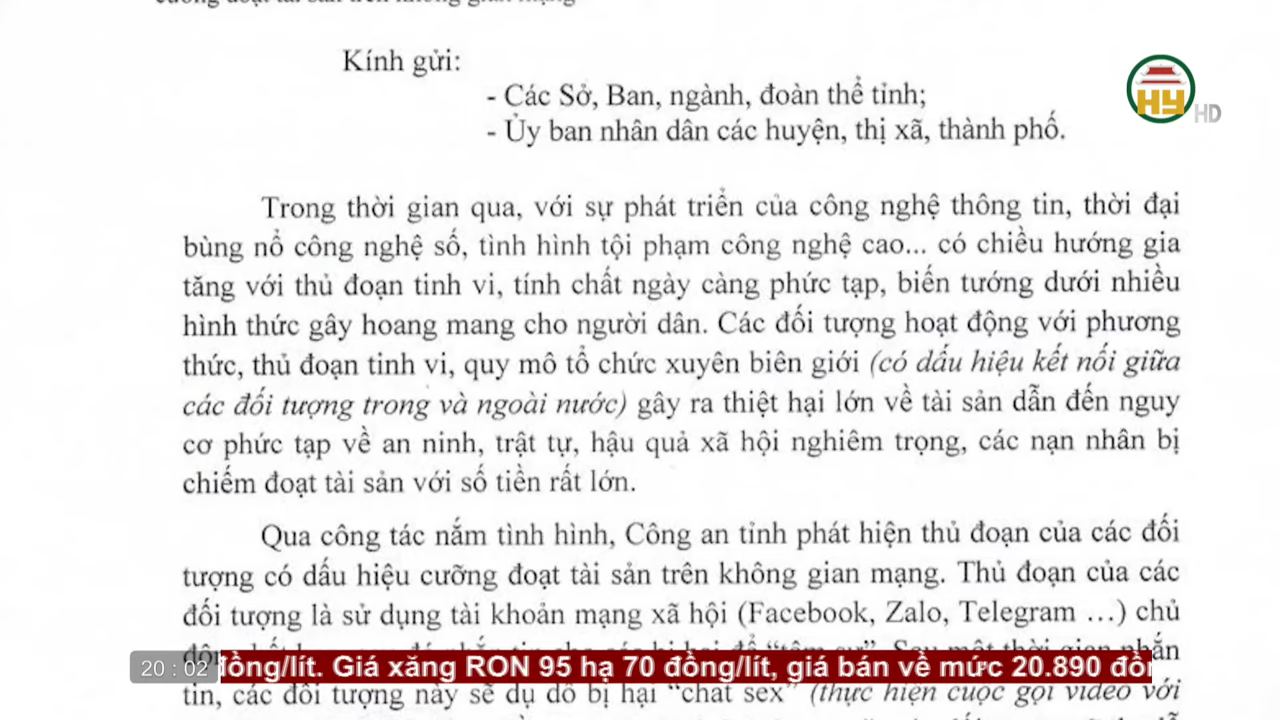 cưỡng đoạt tài sản trên không gian mạng
Kính gửi:
- Các Sở, Ban, ngành, đoàn thể tỉnh;
- Ủy ban nhân dân các huyện, thị xã, thành phố.
HY HD
Trong thời gian qua, với sự phát triển của công nghệ thông tin, thời đại
bùng nổ công nghệ số, tình hình tội phạm công nghệ cao... có chiều hướng gia
tăng với thủ đoạn tinh vi, tính chất ngày càng phức tạp, biến tướng dưới nhiều
hình thức gây hoang mang cho người dân. Các đối tượng hoạt động với phương
thức, thủ đoạn tinh vi, quy mô tổ chức xuyên biên giới (có dấu hiệu kết nối giữa
các đối tượng trong và ngoài nước) gây ra thiệt hại lớn về tài sản dẫn đến nguy
cơ phức tạp về an ninh, trật tự, hậu quả xã hội nghiêm trọng, các nạn nhân bị
chiếm đoạt tài sản với số tiền rất lớn.
Qua công tác nắm tình hình, Công an tỉnh phát hiện thủ đoạn của các đối
tượng có dấu hiệu cưỡng đoạt tài sản trên không gian mạng. Thủ đoạn của các
đối tượng là sử dụng tài khoản mạng xã hội (Facebook, Zalo, Telegram ...) chủ
20 : 02 đồng/lít. Giá xăng RON 95 hạ 70 đồng/lít, giá bán về mức 20.890 đồn
tin, các đối tượng này sẽ dụ dỗ bị hại “chat sex” (thực hiện cuộc gọi video với